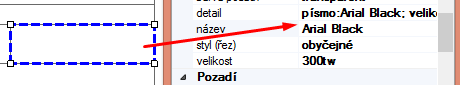 detail písmo:Arial Black; veliko
název Arial Black
styl (řez) obyčejné
velikost 300tw
Pozadí